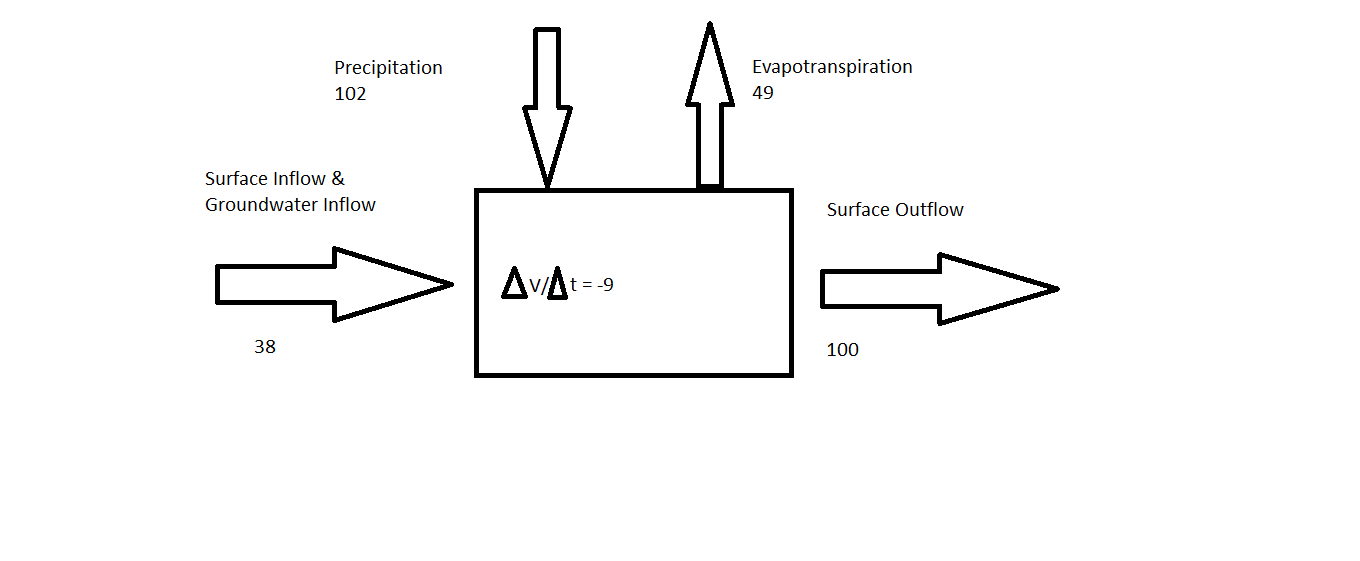 Precipitation
102
Evapotranspiration
49
Surface Inflow &
Groundwater Inflow
38
Δv/Δt = -9
Surface Outflow
100